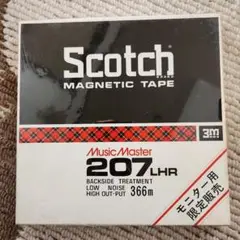 Scotch
BRAND
MAGNETIC TAPE
3m
Music Master
207 LHR
BACKSIDE TREATMENT
LOW NOISE
HIGH OUT-PUT 366m
モニター用
限定販売